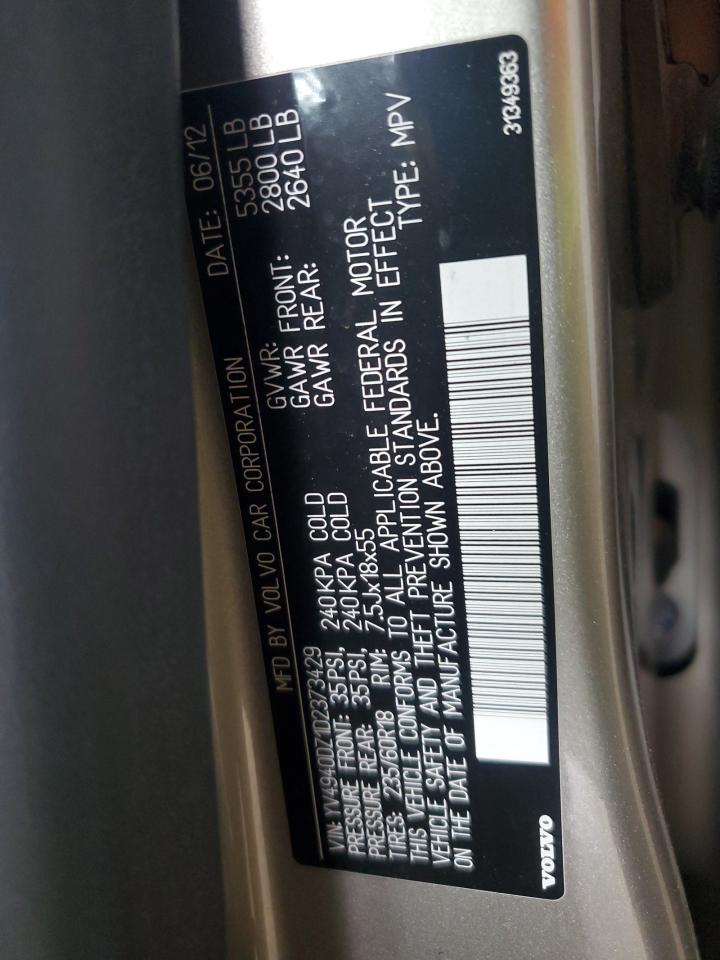 MFD BY VOLVO CAR CORPORATION DATE: 06/12
GVWR: 5355 LB
GAWR FRONT: 2800 LB
GAWR REAR: 2640 LB
VIN: YV4940DZ1D2373429
PRESSURE FRONT: 35PSI, 240KPA COLD
PRESSURE REAR: 35PSI, 240KPA COLD
TIRES: 235/60R18 RIM: 7.5Jx18x55
THIS VEHICLE CONFORMS TO ALL APPLICABLE FEDERAL MOTOR
VEHICLE SAFETY AND THEFT PREVENTION STANDARDS IN EFFECT
ON THE DATE OF MANUFACTURE SHOWN ABOVE. TYPE: MPV
VOLVO 31349363